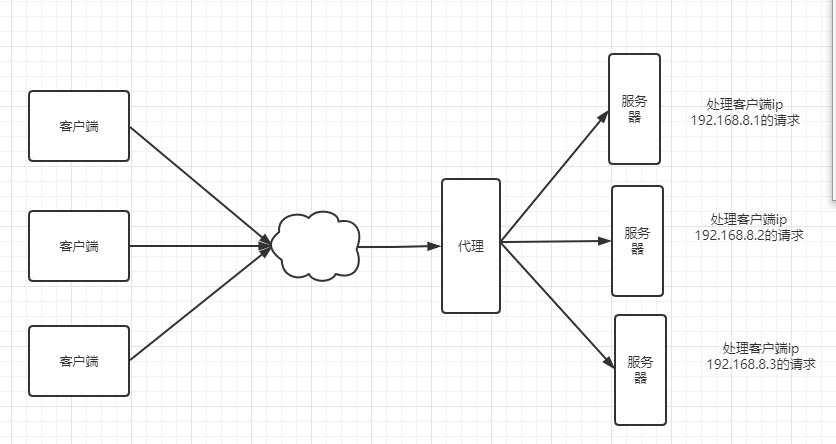 客户端
客户端
客户端
代理
服务
器
处理客户端ip
192.168.8.1的请求
服务
器
处理客户端ip
192.168.8.2的请求
服务
器
处理客户端ip
192.168.8.3的请求